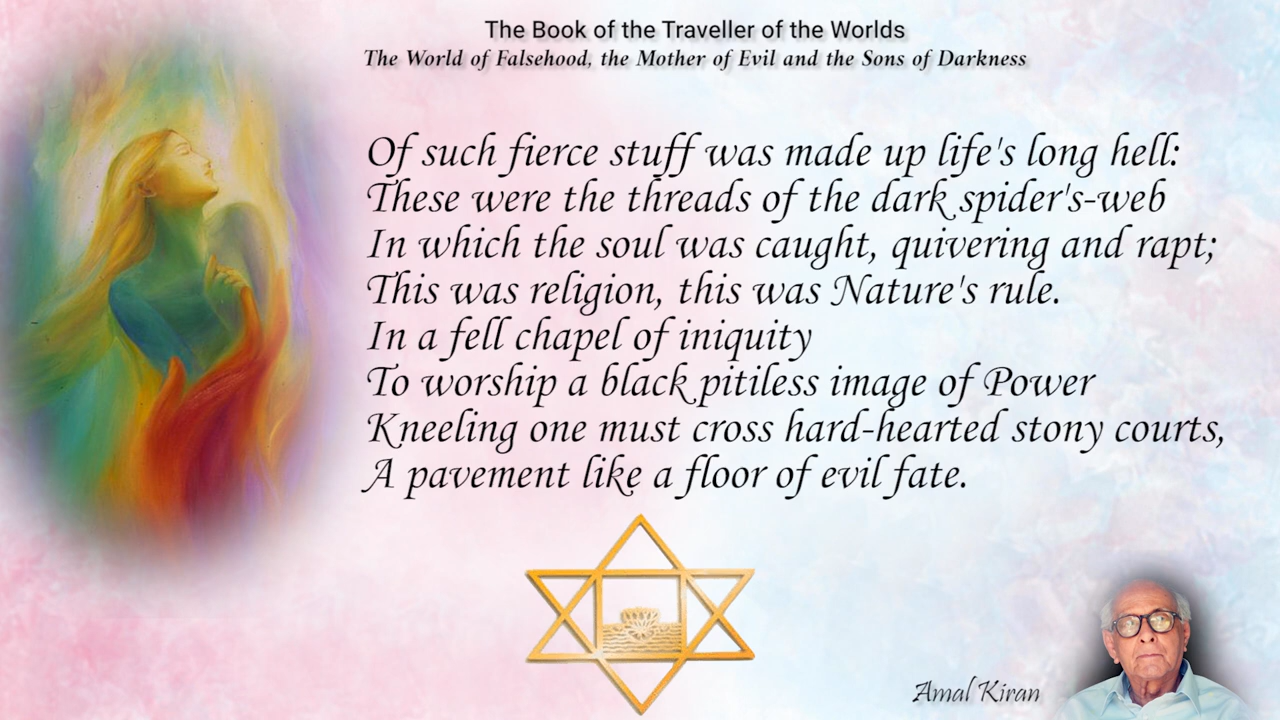 The Book of the Traveller of the Worlds
The World of Falsehood, the Mother of Evil and the Sons of Darkness
Of such fierce stuff was made up life's long hell:
These were the threads of the dark spider's-web
In which the soul was caught, quivering and rapt;
This was religion, this was Nature's rule.
In a fell chapel of iniquity
To worship a black pitiless image of Power
Kneeling one must cross hard-hearted stony courts,
A pavement like a floor of evil fate.
Amal Kiran